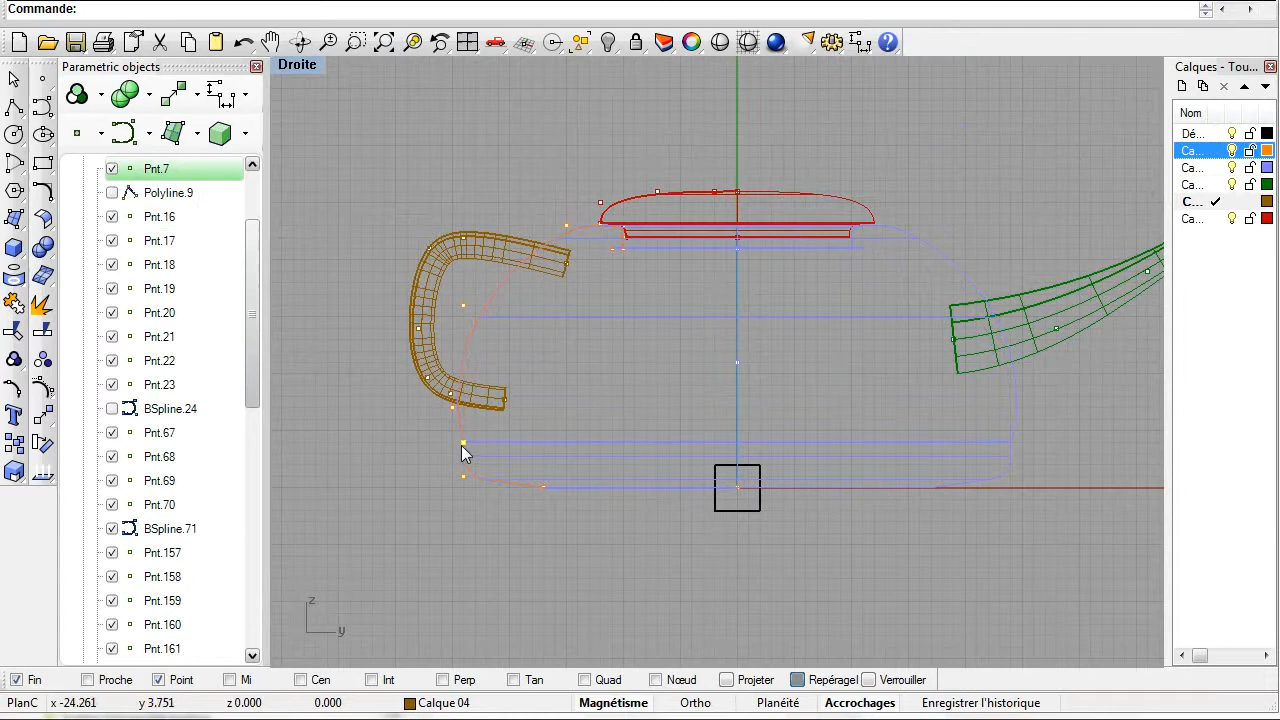 Commande:
Parametric objects
Droite
Calques - Tou...
Nom
Dé...
Ca...
Ca...
Ca...
C...
Ca...
Pnt.7
Polyline.9
Pnt.16
Pnt.17
Pnt.18
Pnt.19
Pnt.20
Pnt.21
Pnt.22
Pnt.23
BSpline.24
Pnt.67
Pnt.68
Pnt.69
Pnt.70
BSpline.71
Pnt.157
Pnt.158
Pnt.159
Pnt.160
Pnt.161
z
y
Fin Proche Point Mi Cen Int Perp Tan Quad Nœud Projeter Repéragel Verrouiller
PlanC x -24.261 y 3.751 z 0.000 0.000 Calque 04 Magnétisme Ortho Planéité Accrochages Enregistrer l'historique